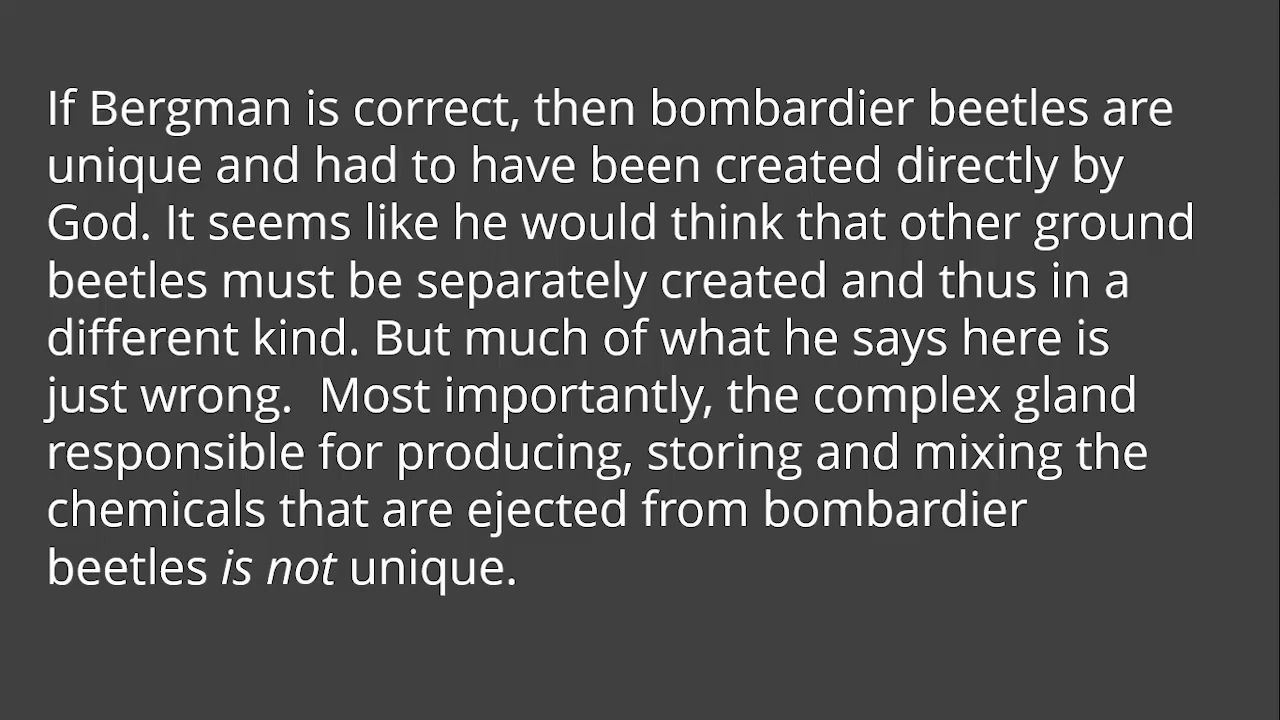 If Bergman is correct, then bombardier beetles are
unique and had to have been created directly by
God. It seems like he would think that other ground
beetles must be separately created and thus in a
different kind. But much of what he says here is
just wrong.  Most importantly, the complex gland
responsible for producing, storing and mixing the
chemicals that are ejected from bombardier
beetles is not unique.